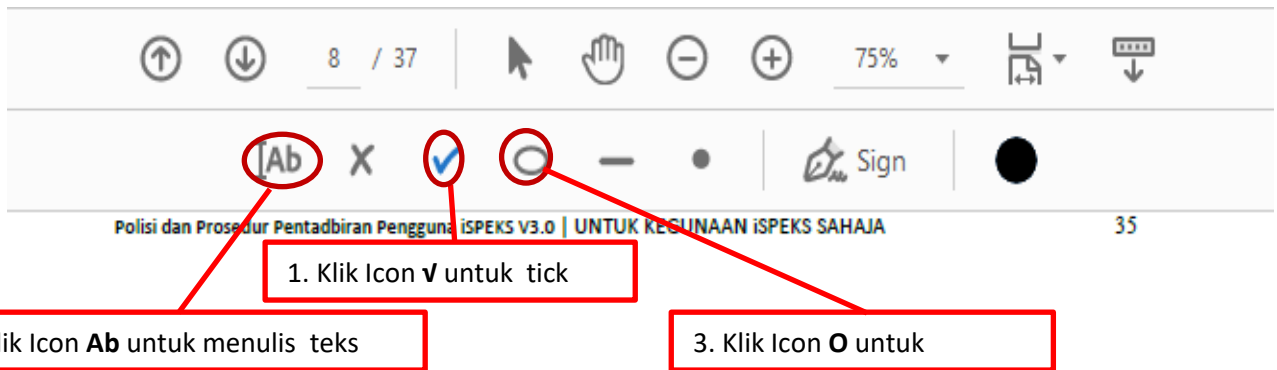 8 / 37 75%
Ab Sign
Polisi dan Prosedur Pentadbiran Pengguna iSPEKS V3.0 | UNTUK KEGUNAAN iSPEKS SAHAJA 35
1. Klik Icon √ untuk tick
Icon Ab untuk menulis teks
3. Klik Icon O untuk